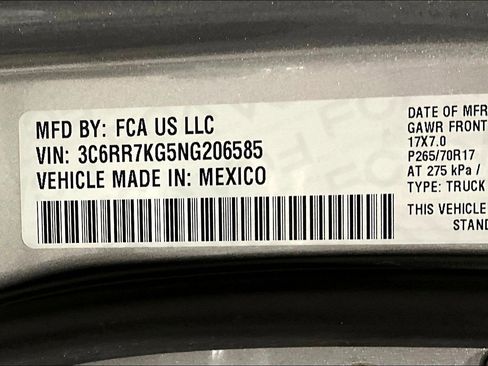 MFD BY: FCA US LLC
VIN: 3C6RR7KG5NG206585
VEHICLE MADE IN: MEXICO
DATE OF MFR
GAWR FRONT
17X7.0
P265/70R17
AT 275 kPa /
TYPE: TRUCK
THIS VEHICLE
STAND